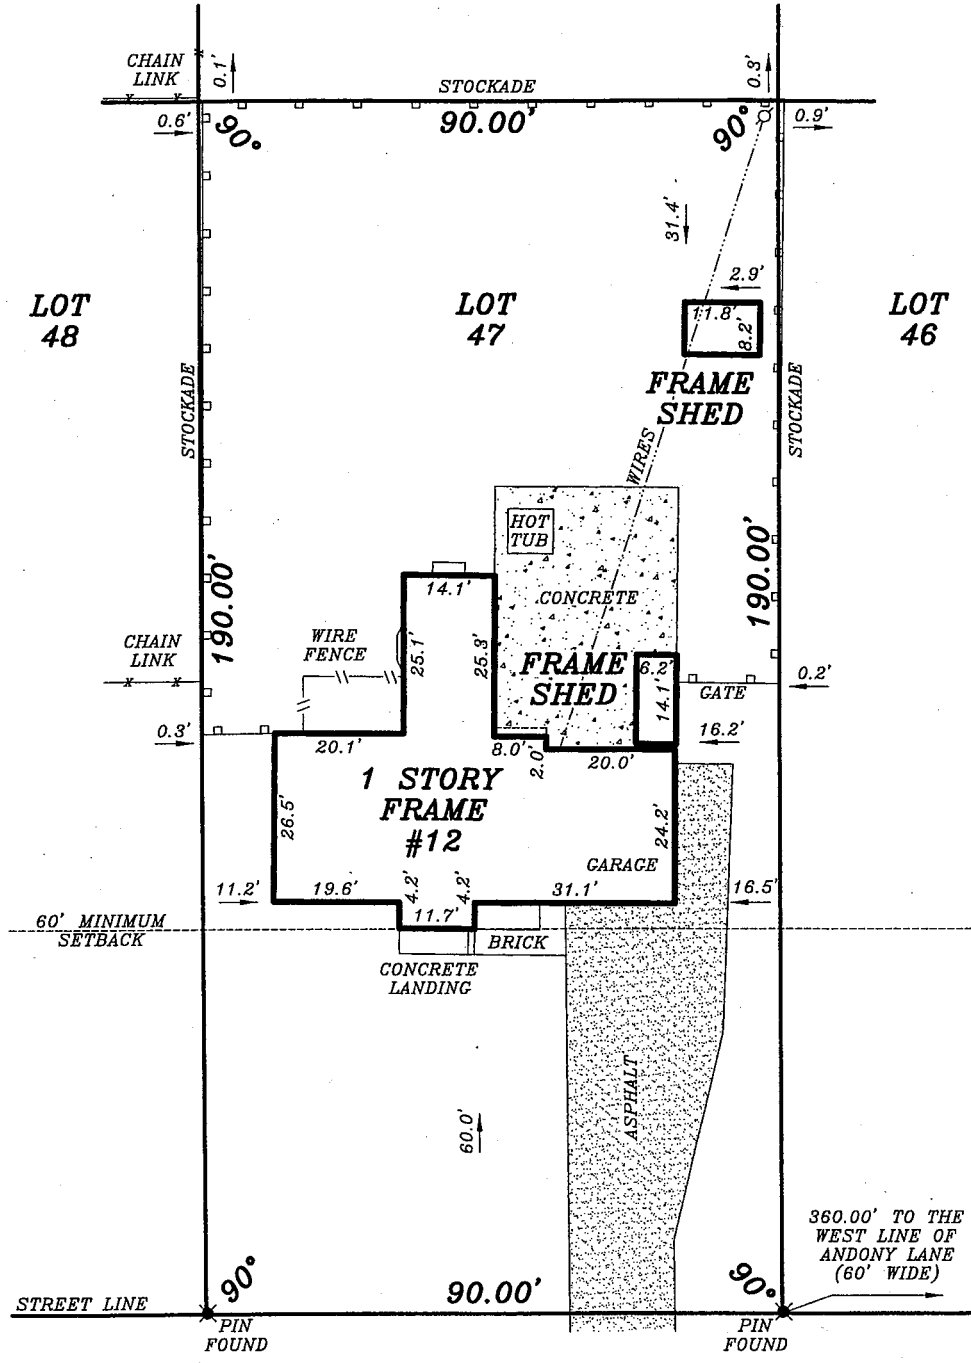 CHAIN
LINK
0.1'
STOCKADE
0.3'
0.6'
90°
90.00'
90°
0.9'
31.4'
2.9'
LOT
48
LOT
47
LOT
46
11.8'
8.2'
FRAME
SHED
STOCKADE
STOCKADE
WIRES
HOT
TUB
190.00'
190.00'
14.1'
CONCRETE
CHAIN
LINK
WIRE
FENCE
25.1'
25.3'
FRAME
SHED
6.2'
14.1'
GATE
0.2'
0.3'
20.1'
8.0'
2.0'
20.0'
16.2'
1 STORY
FRAME
#12
26.5'
24.2'
GARAGE
11.2'
19.6'
4.2'
4.2'
31.1'
16.5'
11.7'
60' MINIMUM
SETBACK
BRICK
CONCRETE
LANDING
ASPHALT
60.0'
360.00' TO THE
WEST LINE OF
ANDONY LANE
(60' WIDE)
90°
90.00'
90°
STREET LINE
PIN
FOUND
PIN
FOUND